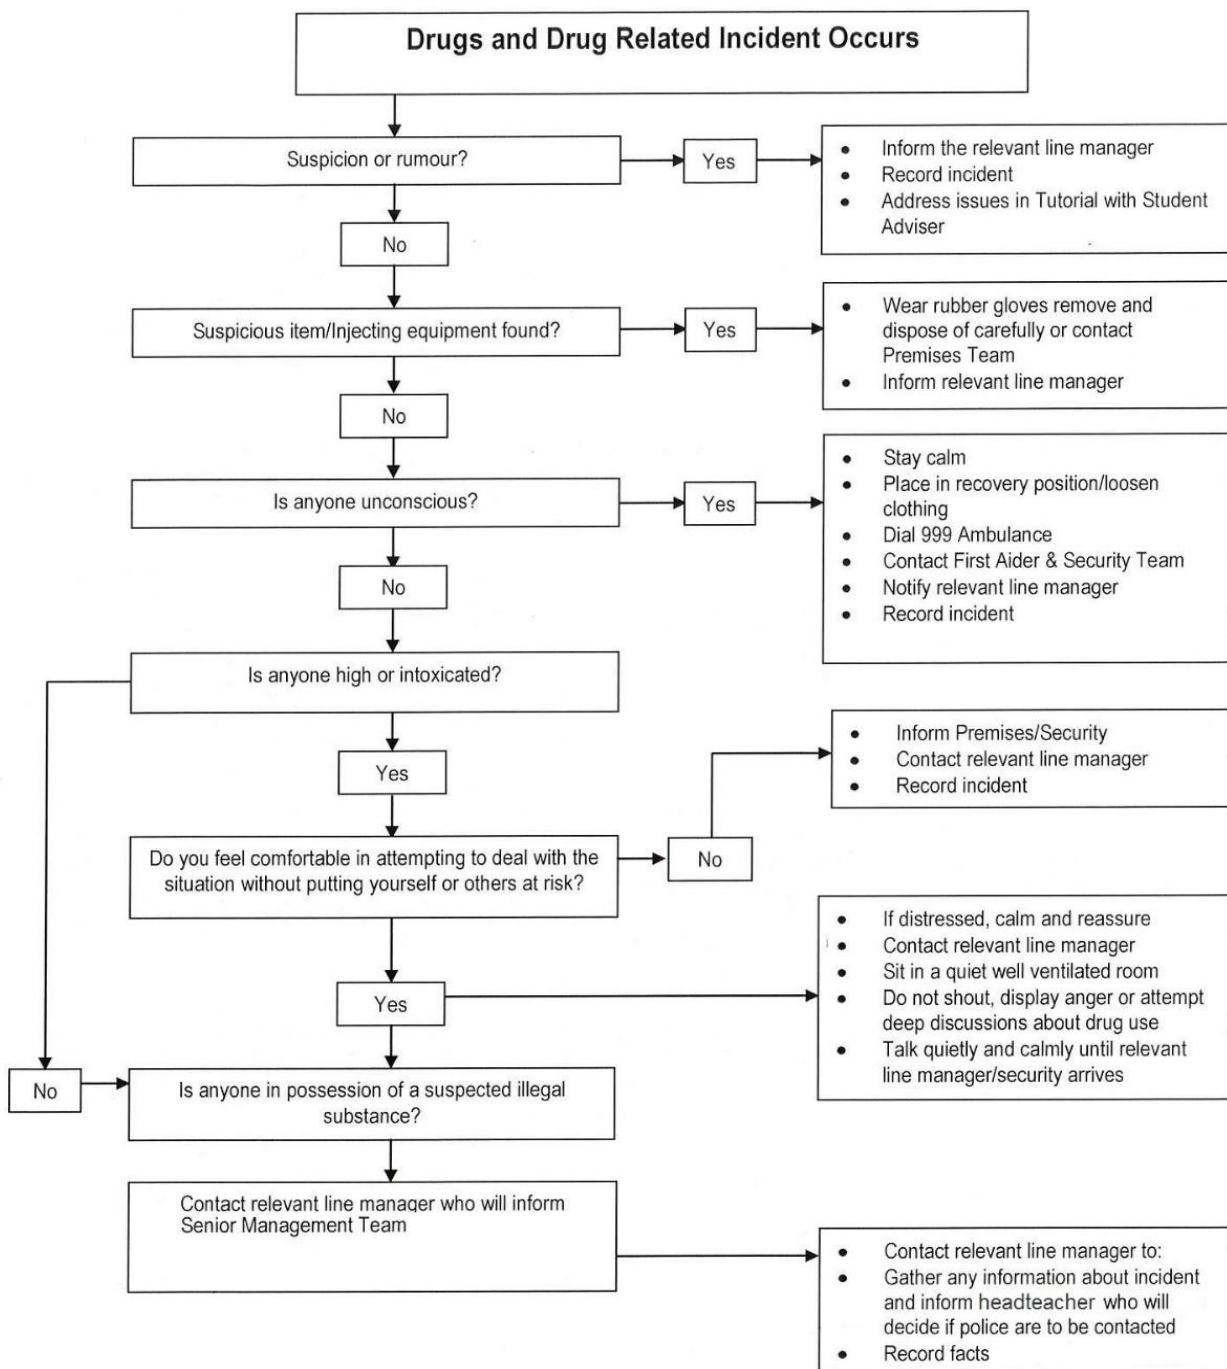 Drugs and Drug Related Incident Occurs
Suspicion or rumour?
Yes
• Inform the relevant line manager
• Record incident
• Address issues in Tutorial with Student
Adviser
No
Suspicious item/Injecting equipment found?
Yes
• Wear rubber gloves remove and
dispose of carefully or contact
Premises Team
• Inform relevant line manager
No
Is anyone unconscious?
Yes
• Stay calm
• Place in recovery position/loosen
clothing
• Dial 999 Ambulance
• Contact First Aider & Security Team
• Notify relevant line manager
• Record incident
No
Is anyone high or intoxicated?
Yes
Do you feel comfortable in attempting to deal with the
situation without putting yourself or others at risk?
No
• Inform Premises/Security
• Contact relevant line manager
• Record incident
Yes
• If distressed, calm and reassure
• Contact relevant line manager
• Sit in a quiet well ventilated room
• Do not shout, display anger or attempt
deep discussions about drug use
• Talk quietly and calmly until relevant
line manager/security arrives
No
Is anyone in possession of a suspected illegal
substance?
Contact relevant line manager who will inform
Senior Management Team
• Contact relevant line manager to:
• Gather any information about incident
and inform headteacher who will
decide if police are to be contacted
• Record facts